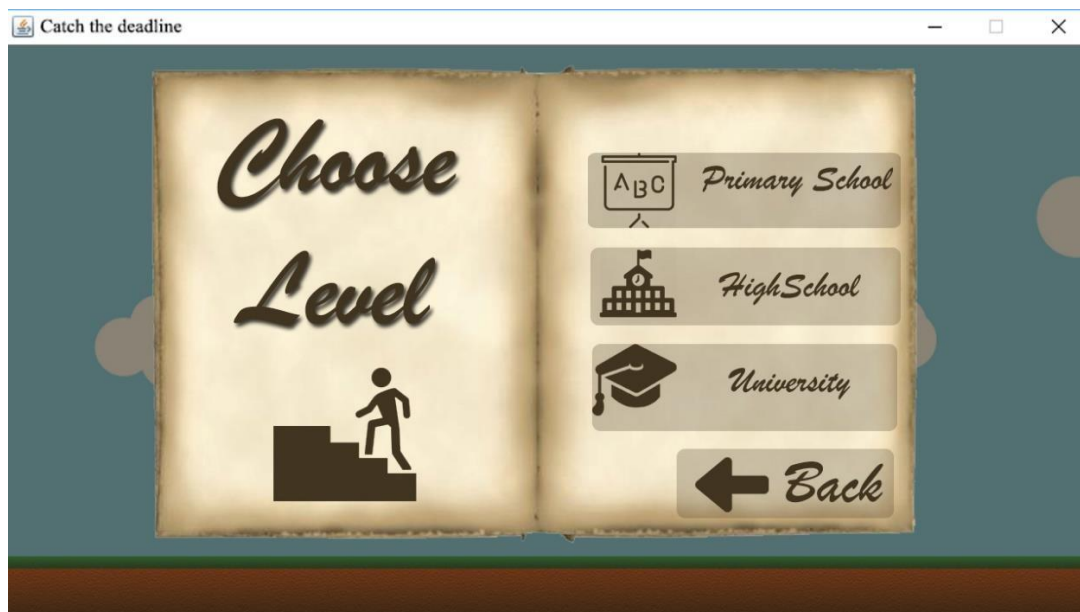 Catch the deadline
Choose
Level
ABC
Primary School
HighSchool
University
Back